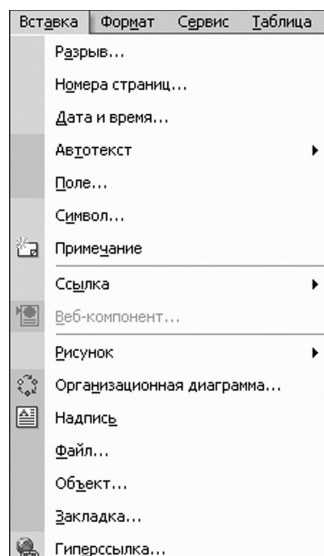 Вставка Формат Сервис Таблица
Разрыв...
Номера страниц...
Дата и время...
Автотекст
Поле...
Символ...
Примечание
Ссылка
Веб-компонент...
Рисунок
Организационная диаграмма...
Надпись
Файл...
Объект...
Закладка...
Гиперссылка...